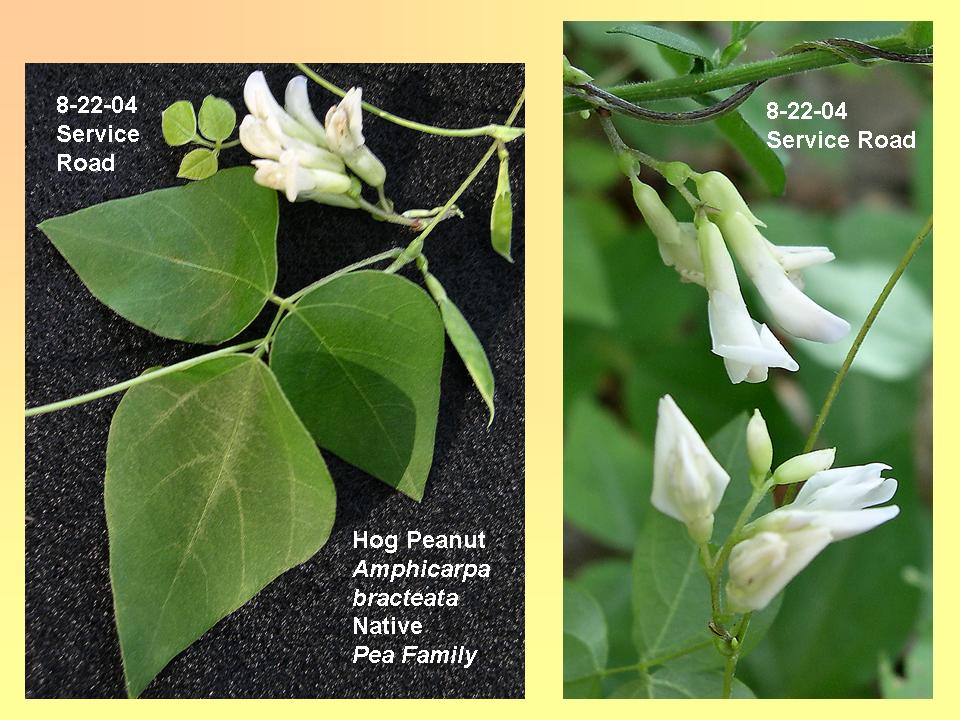 8-22-04
Service
Road
Hog Peanut
Amphicarpa
bracteata
Native
Pea Family
8-22-04
Service Road